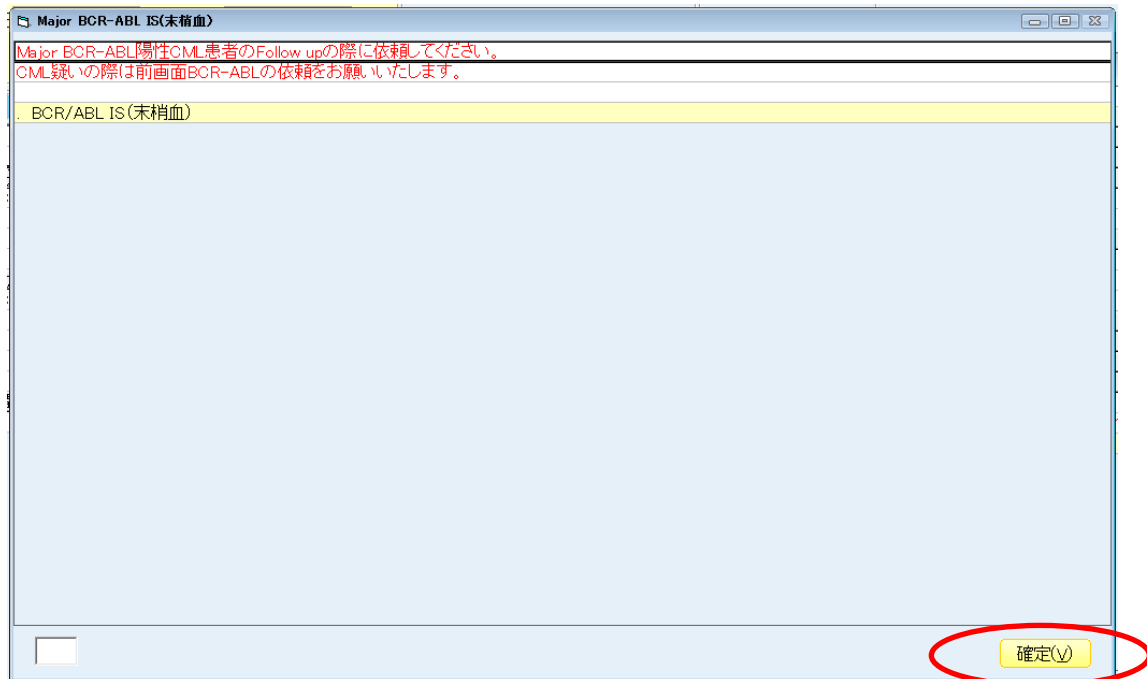 Major BCR-ABL IS(末梢血)
Major BCR-ABL陽性CML患者のFollow upの際に依頼してください。
CML疑いの際は前画面BCR-ABLの依頼をお願いいたします。
. BCR/ABL IS(末梢血)
確定(V)